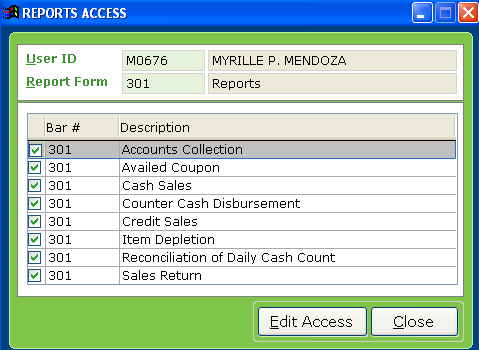 REPORTS ACCESS
User ID M0676 MYRILLE P. MENDOZA
Report Form 301 Reports
Bar # Description
301 Accounts Collection
301 Availed Coupon
301 Cash Sales
301 Counter Cash Disbursement
301 Credit Sales
301 Item Depletion
301 Reconciliation of Daily Cash Count
301 Sales Return
Edit Access Close